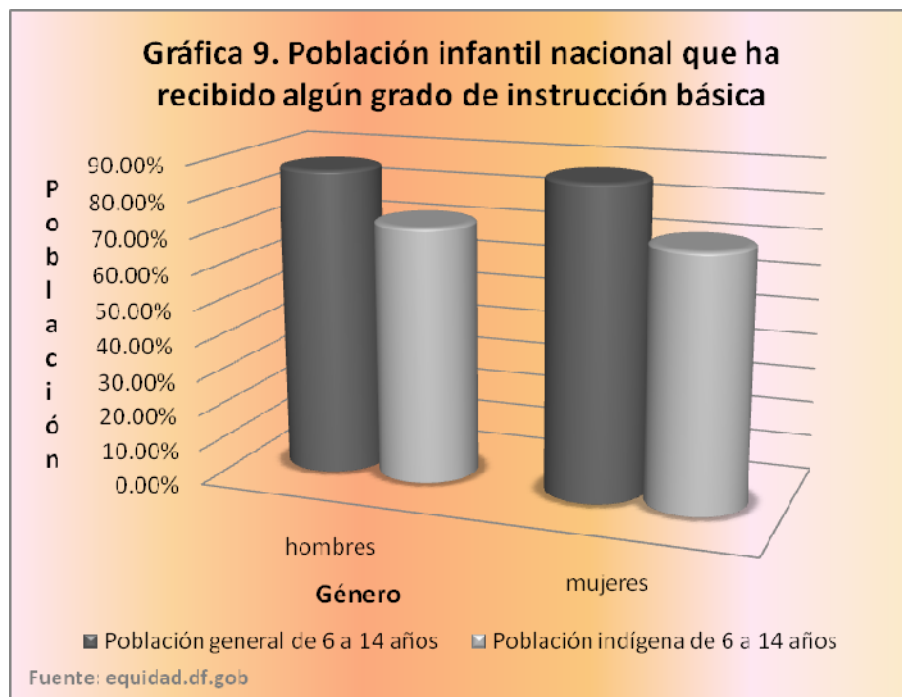 Gráfica 9. Población infantil nacional que ha
recibido algún grado de instrucción básica
Población
90.00%
80.00%
70.00%
60.00%
50.00%
40.00%
30.00%
20.00%
10.00%
0.00%
hombres
mujeres
Género
Población general de 6 a 14 años
Población indígena de 6 a 14 años
Fuente: equidad.df.gob